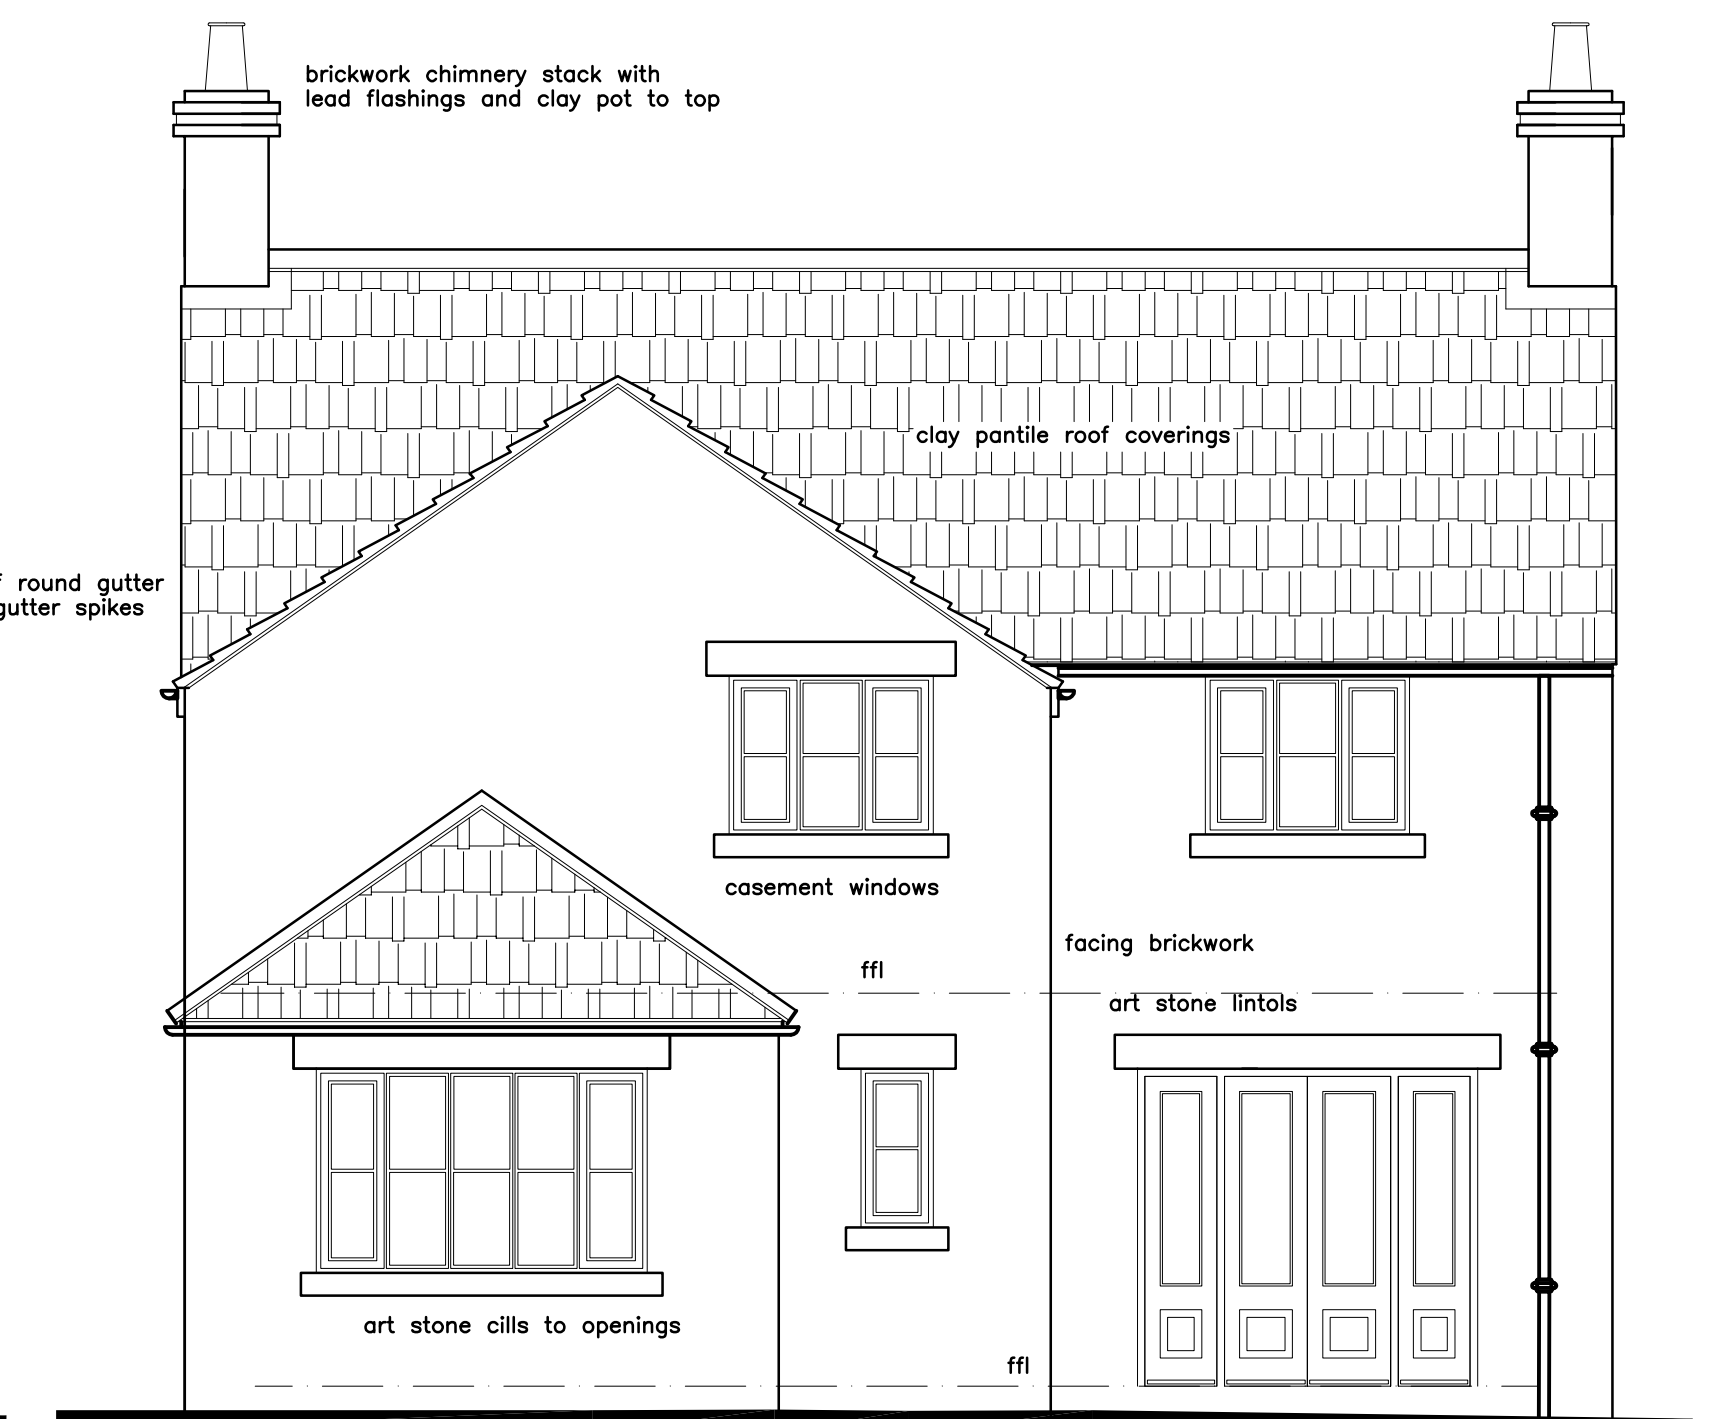 brickwork chimnery stack with
lead flashings and clay pot to top
clay pantile roof coverings
round gutter
gutter spikes
casement windows
facing brickwork
ffl
art stone lintols
art stone cills to openings
ffl